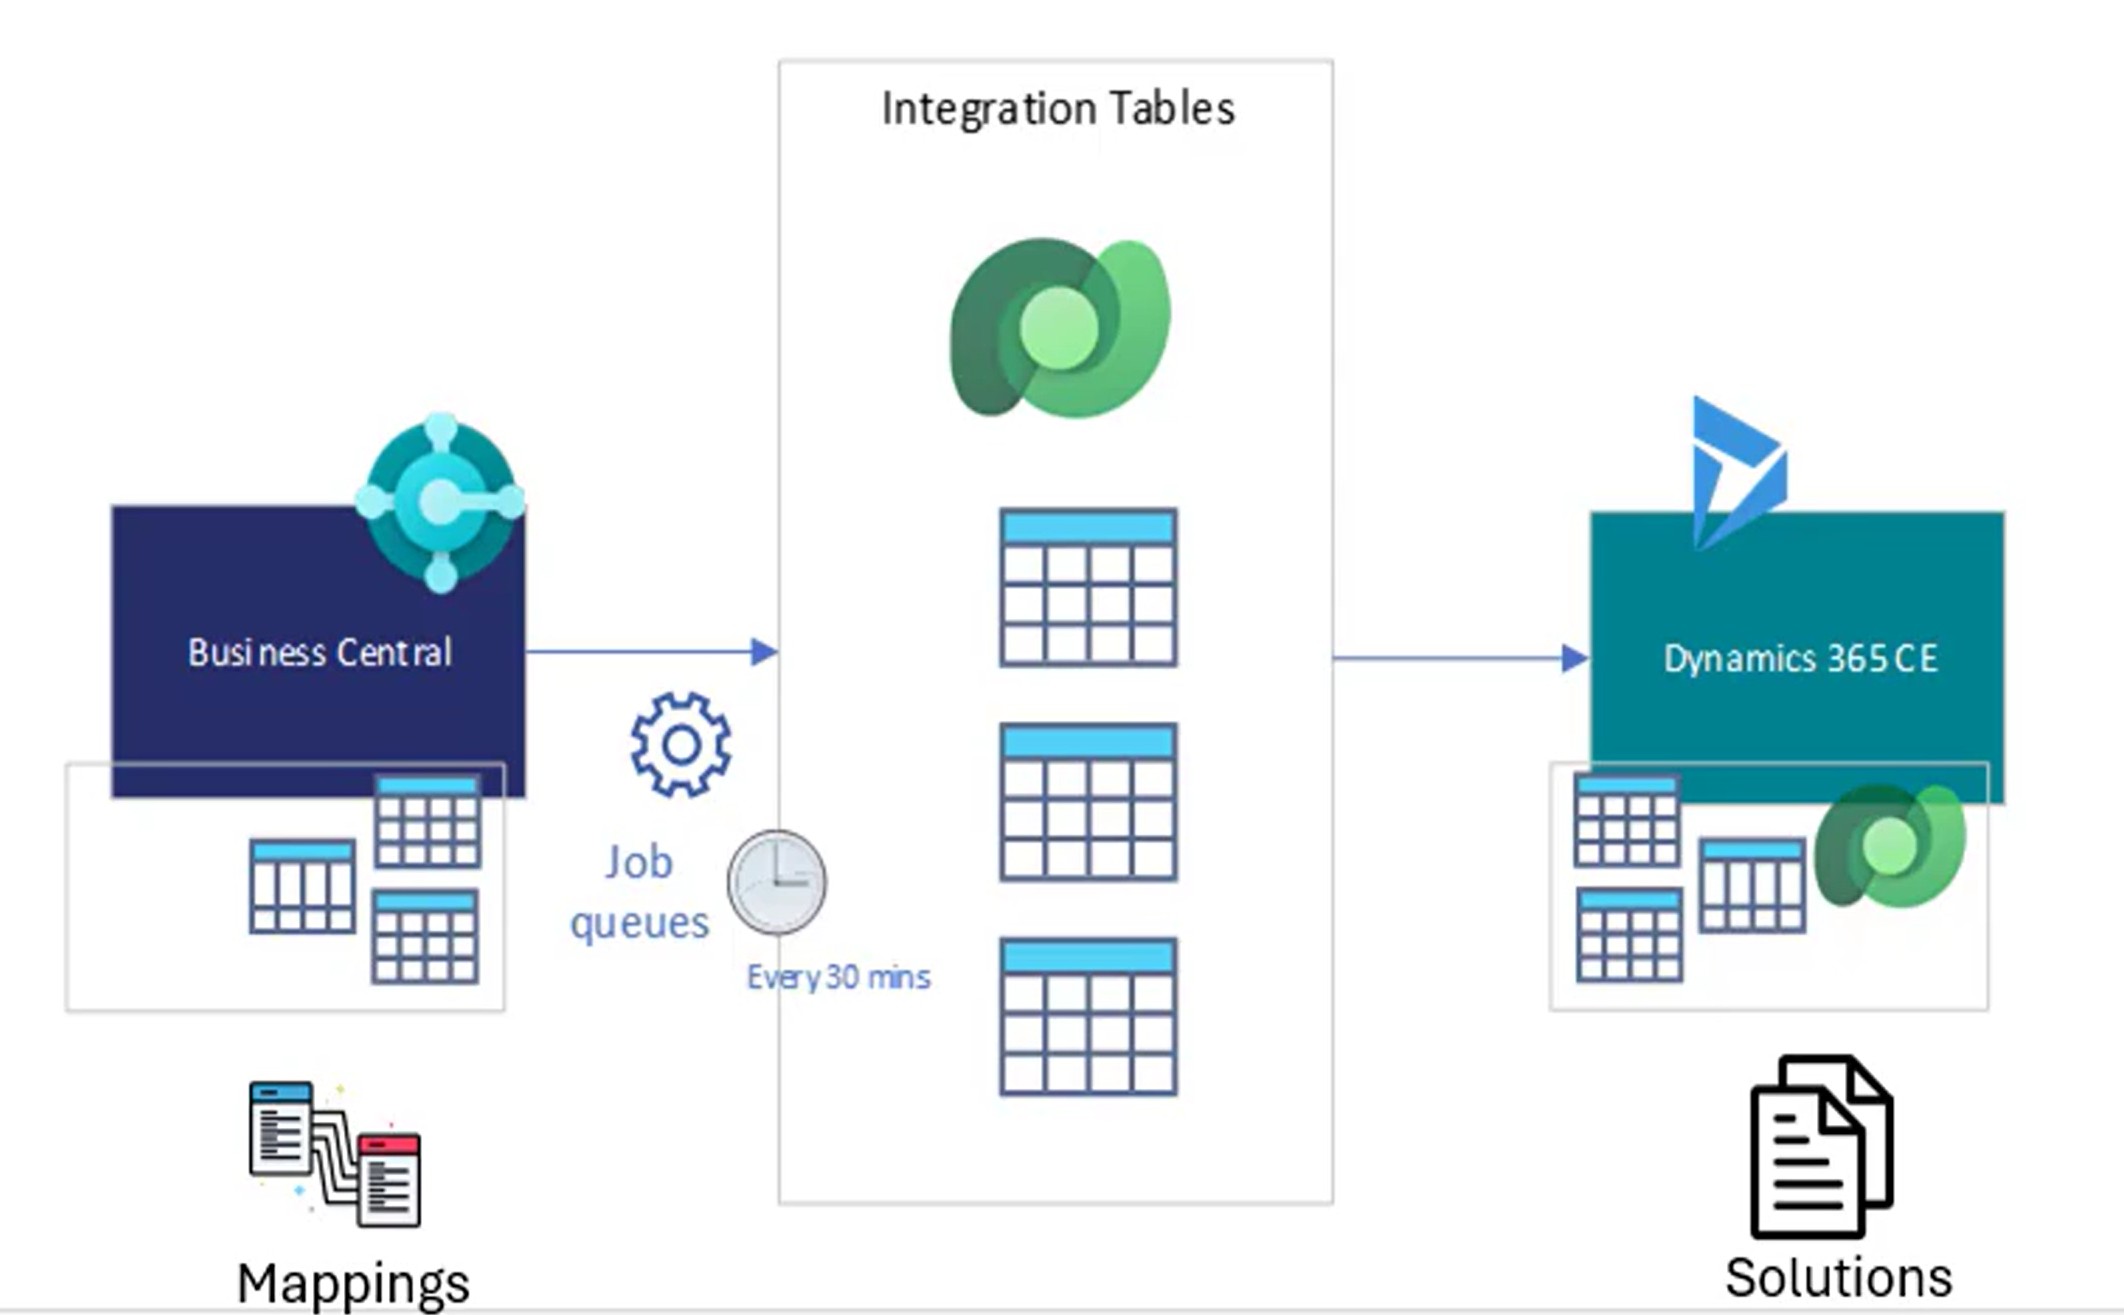 Integration Tables
Business Central
Dynamics 365 CE
Job
queues
Every 30 mins
Mappings
Solutions